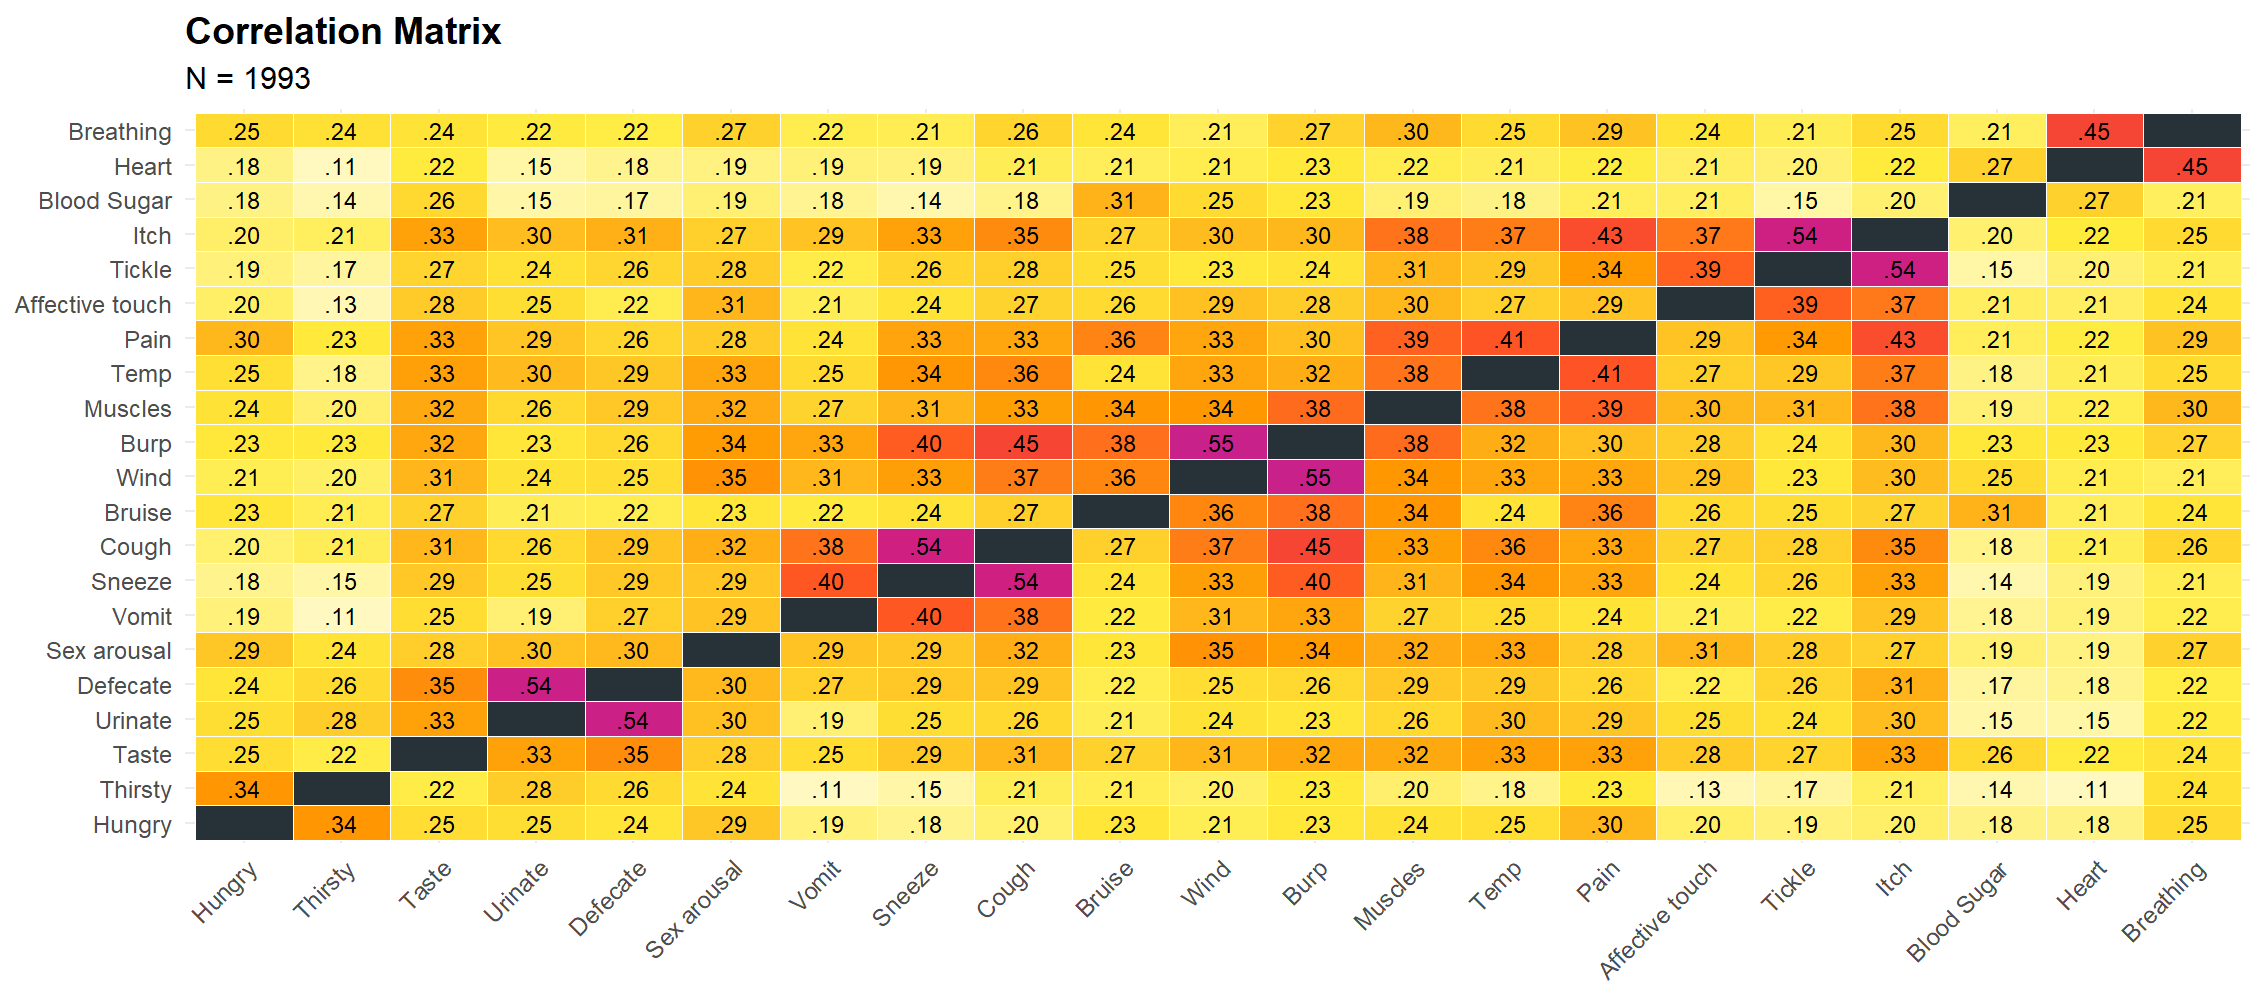 Correlation Matrix
N = 1993
Breathing .25 .24 .24 .22 .22 .27 .22 .21 .26 .24 .21 .27 .30 .25 .29 .24 .21 .25 .21 .45
Heart .18 .11 .22 .15 .18 .19 .19 .19 .21 .21 .21 .23 .22 .21 .22 .21 .20 .22 .27 .45
Blood Sugar .18 .14 .26 .15 .17 .19 .18 .14 .18 .31 .25 .23 .19 .18 .21 .21 .15 .20 .27 .21
Itch .20 .21 .33 .30 .31 .27 .29 .33 .35 .27 .30 .30 .38 .37 .43 .37 .54 .20 .22 .25
Tickle .19 .17 .27 .24 .26 .28 .22 .26 .28 .25 .23 .24 .31 .29 .34 .39 .54 .15 .20 .21
Affective touch .20 .13 .28 .25 .22 .31 .21 .24 .27 .26 .29 .28 .30 .27 .29 .39 .37 .21 .21 .24
Pain .30 .23 .33 .29 .26 .28 .24 .33 .33 .36 .33 .30 .39 .41 .29 .34 .43 .21 .22 .29
Temp .25 .18 .33 .30 .29 .33 .25 .34 .36 .24 .33 .32 .38 .41 .27 .29 .37 .18 .21 .25
Muscles .24 .20 .32 .26 .29 .32 .27 .31 .33 .34 .34 .38 .38 .39 .30 .31 .38 .19 .22 .30
Burp .23 .23 .32 .23 .26 .34 .33 .40 .45 .38 .55 .38 .32 .30 .28 .24 .30 .23 .23 .27
Wind .21 .20 .31 .24 .25 .35 .31 .33 .37 .36 .55 .34 .33 .33 .29 .23 .30 .25 .21 .21
Bruise .23 .21 .27 .21 .22 .23 .22 .24 .27 .36 .38 .34 .24 .36 .26 .25 .27 .31 .21 .24
Cough .20 .21 .31 .26 .29 .32 .38 .54 .27 .37 .45 .33 .36 .33 .27 .28 .35 .18 .21 .26
Sneeze .18 .15 .29 .25 .29 .29 .40 .54 .24 .33 .40 .31 .34 .33 .24 .26 .33 .14 .19 .21
Vomit .19 .11 .25 .19 .27 .29 .40 .38 .22 .31 .33 .27 .25 .24 .21 .22 .29 .18 .19 .22
Sex arousal .29 .24 .28 .30 .30 .29 .29 .32 .23 .35 .34 .32 .33 .28 .31 .28 .27 .19 .19 .27
Defecate .24 .26 .35 .54 .30 .27 .29 .29 .22 .25 .26 .29 .29 .26 .22 .26 .31 .17 .18 .22
Urinate .25 .28 .33 .54 .30 .19 .25 .26 .21 .24 .23 .26 .30 .29 .25 .24 .30 .15 .15 .22
Taste .25 .22 .33 .35 .28 .25 .29 .31 .27 .31 .32 .32 .33 .33 .28 .27 .33 .26 .22 .24
Thirsty .34 .22 .28 .26 .24 .11 .15 .21 .21 .20 .23 .20 .18 .23 .13 .17 .21 .14 .11 .24
Hungry .34 .25 .25 .24 .29 .19 .18 .20 .23 .21 .23 .24 .25 .30 .20 .19 .20 .18 .18 .25
Hungry Thirsty Taste Urinate Defecate Sex arousal Vomit Sneeze Cough Bruise Wind Burp Muscles Temp Pain Affective touch Tickle Itch Blood Sugar Heart Breathing